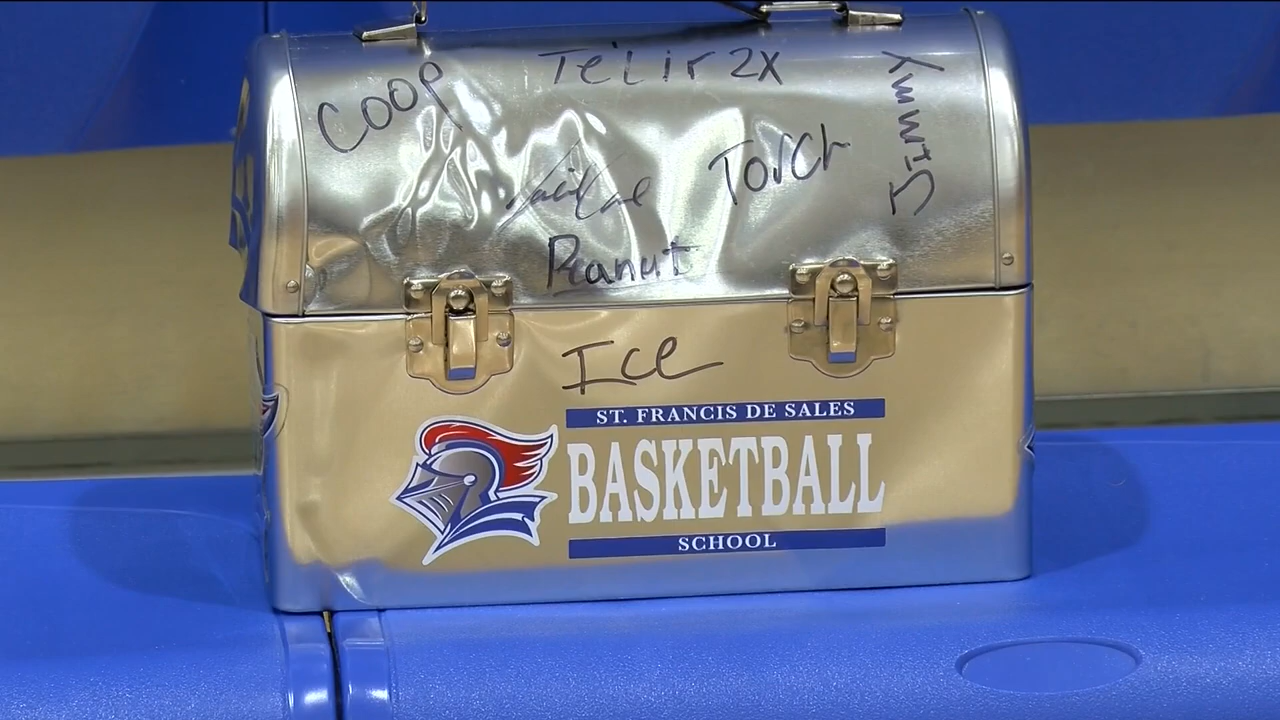 Coop
Te'Lir 2X
Jimmy
Torch
Peanut
Ice
ST. FRANCIS DE SALES
BASKETBALL
SCHOOL